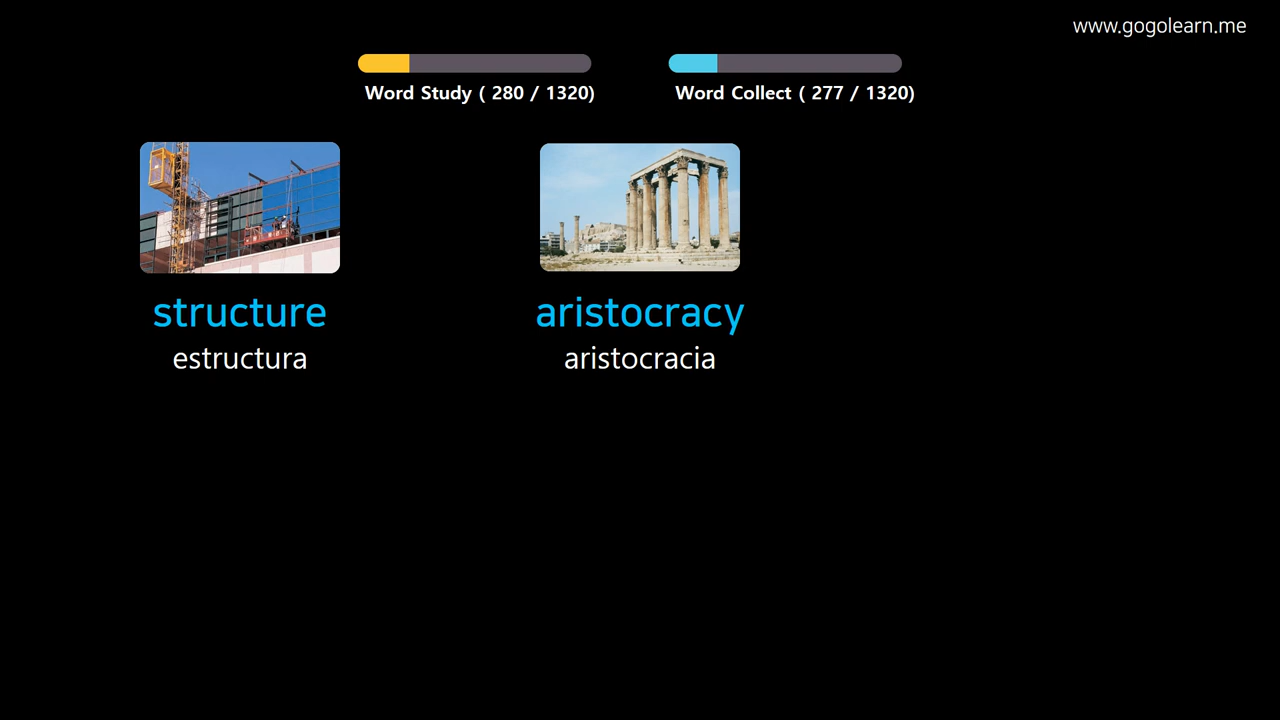 www.gogolearn.me
Word Study ( 280 / 1320)
Word Collect ( 277 / 1320)
structure
estructura
aristocracy
aristocracia